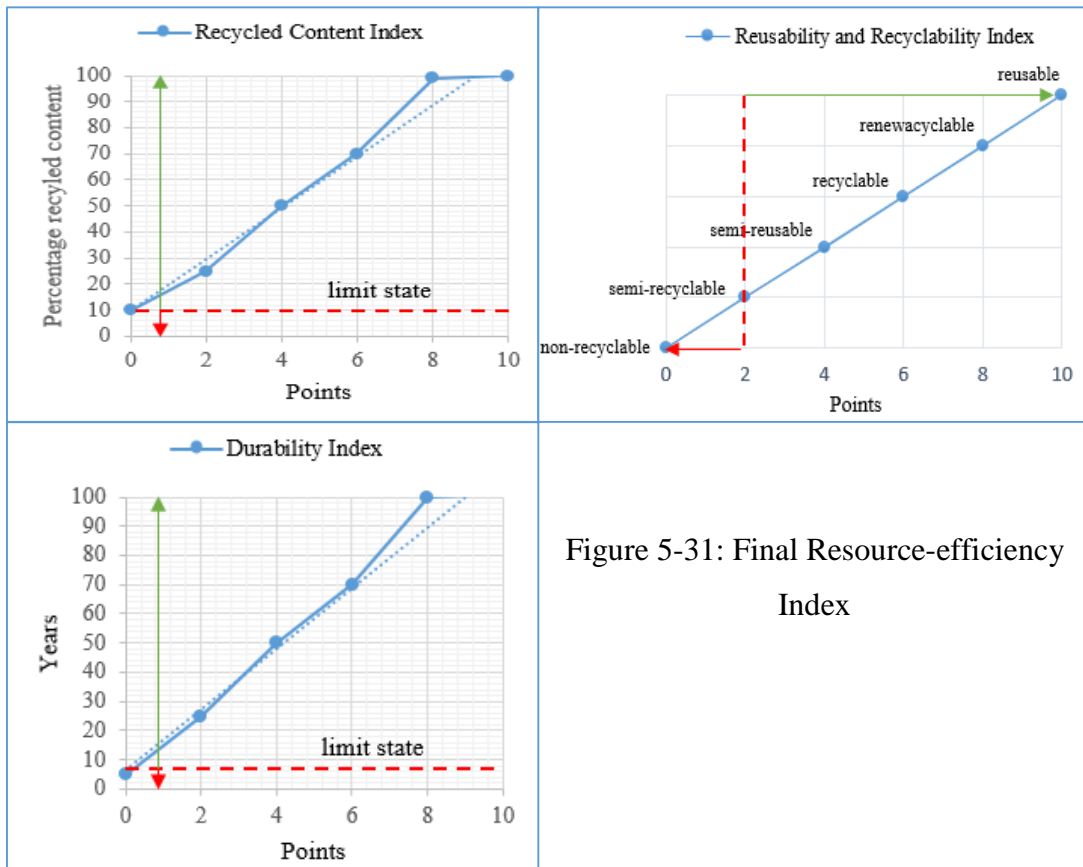 Recycled Content Index
100
90
80
70
60
50
40
30
20
10
0
Percentage recyled content
limit state
0 2 4 6 8 10
Points
Reusability and Recyclability Index
reusable
renewacyclable
recyclable
semi-reusable
semi-recyclable
non-recyclable
0 2 4 6 8 10
Points
Durability Index
100
90
80
70
60
50
40
30
20
10
0
Years
limit state
0 2 4 6 8 10
Points
Figure 5-31: Final Resource-efficiency
Index